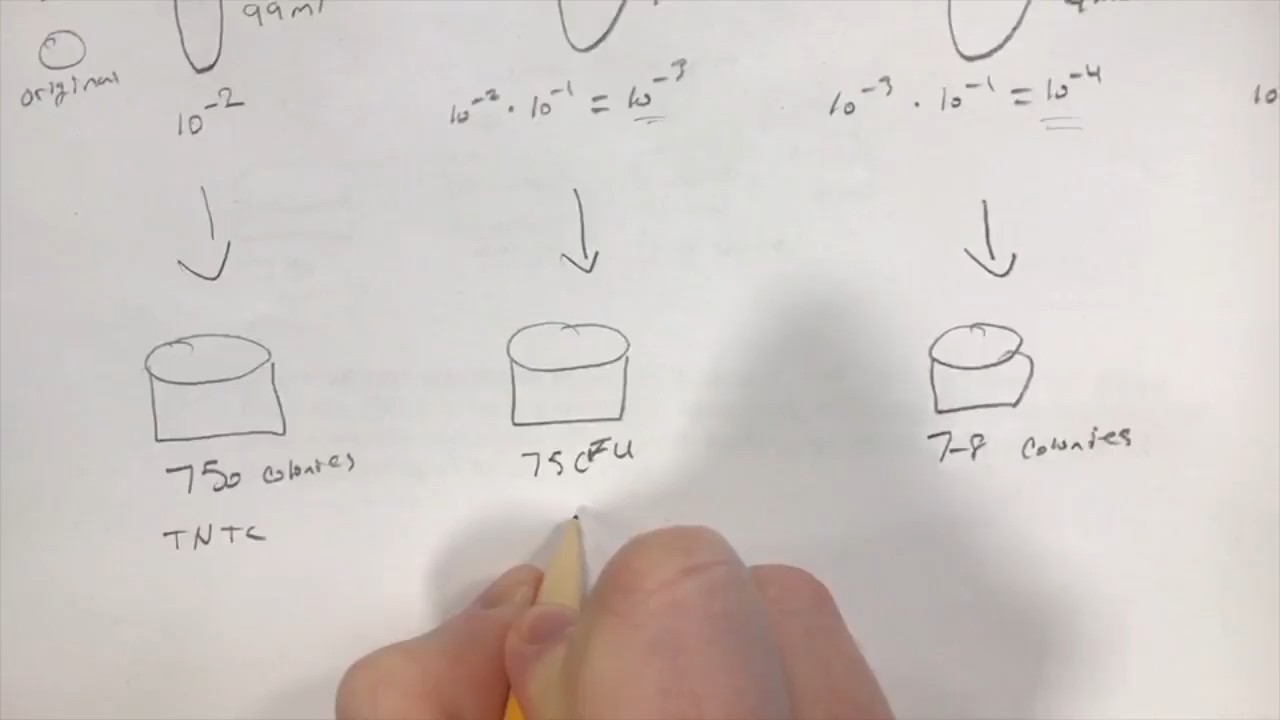 99ml
original
10⁻²
10⁻² · 10⁻¹ = 10⁻³
10⁻³ · 10⁻¹ = 10⁻⁴
10
750 colonies
TNTC
75 CFU
7-8 colonies